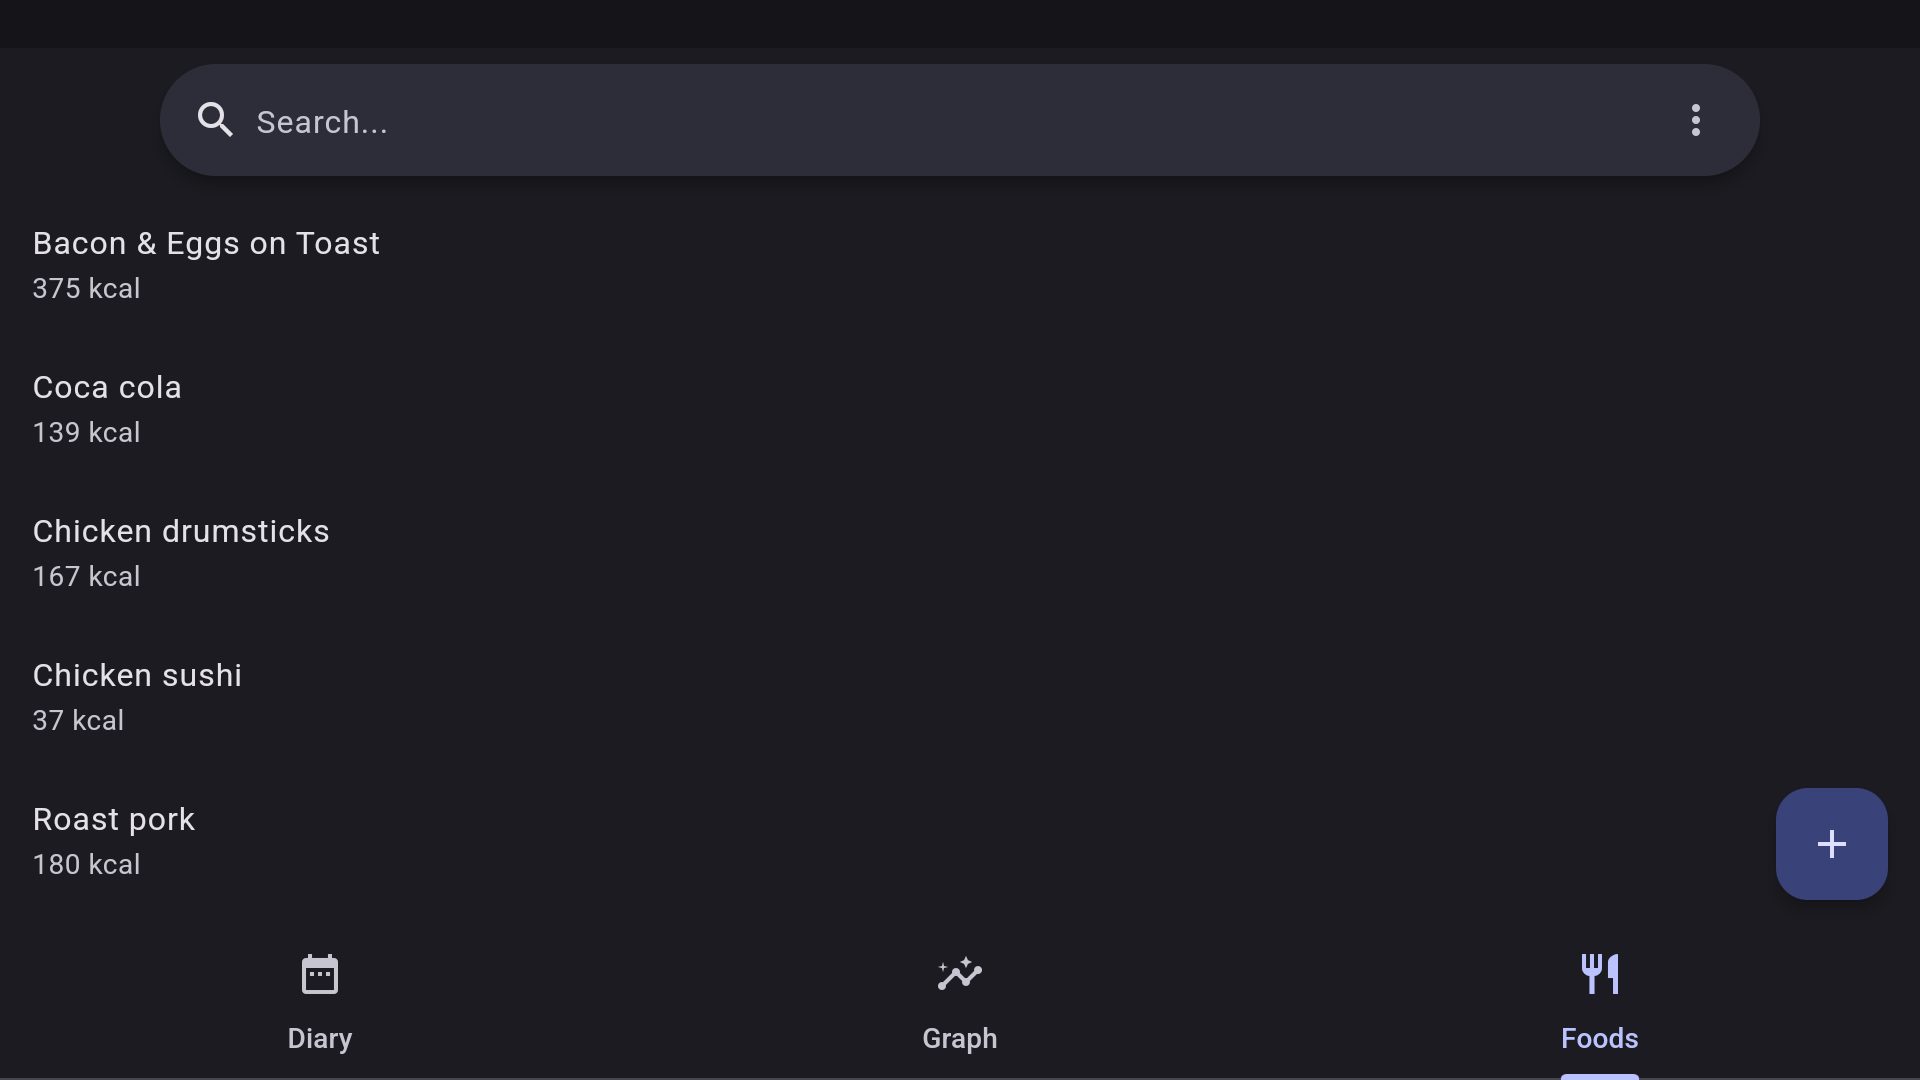 Search...
Bacon & Eggs on Toast
375 kcal
Coca cola
139 kcal
Chicken drumsticks
167 kcal
Chicken sushi
37 kcal
Roast pork
180 kcal
Diary
Graph
Foods